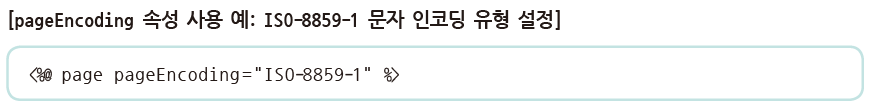 [pageEncoding 속성 사용 예: ISO-8859-1 문자 인코딩 유형 설정]
<%@ page pageEncoding="ISO-8859-1" %>